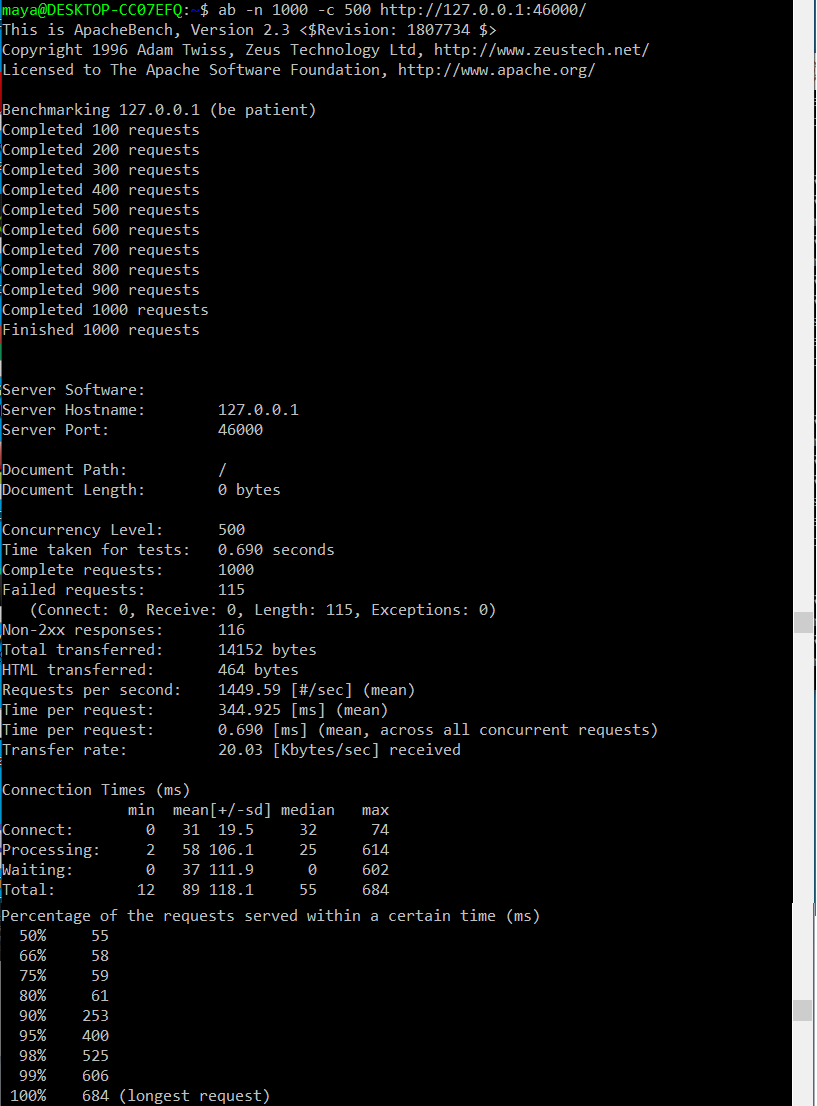 maya@DESKTOP-CC07EFQ:~$ ab -n 1000 -c 500 http://127.0.0.1:46000/
This is ApacheBench, Version 2.3 <$Revision: 1807734 $>
Copyright 1996 Adam Twiss, Zeus Technology Ltd, http://www.zeustech.net/
Licensed to The Apache Software Foundation, http://www.apache.org/
Benchmarking 127.0.0.1 (be patient)
Completed 100 requests
Completed 200 requests
Completed 300 requests
Completed 400 requests
Completed 500 requests
Completed 600 requests
Completed 700 requests
Completed 800 requests
Completed 900 requests
Completed 1000 requests
Finished 1000 requests
Server Software:
Server Hostname: 127.0.0.1
Server Port: 46000
Document Path: /
Document Length: 0 bytes
Concurrency Level: 500
Time taken for tests: 0.690 seconds
Complete requests: 1000
Failed requests: 115
(Connect: 0, Receive: 0, Length: 115, Exceptions: 0)
Non-2xx responses: 116
Total transferred: 14152 bytes
HTML transferred: 464 bytes
Requests per second: 1449.59 [#/sec] (mean)
Time per request: 344.925 [ms] (mean)
Time per request: 0.690 [ms] (mean, across all concurrent requests)
Transfer rate: 20.03 [Kbytes/sec] received
Connection Times (ms)
min mean[+/-sd] median max
Connect: 0 31 19.5 32 74
Processing: 2 58 106.1 25 614
Waiting: 0 37 111.9 0 602
Total: 12 89 118.1 55 684
Percentage of the requests served within a certain time (ms)
50% 55
66% 58
75% 59
80% 61
90% 253
95% 400
98% 525
99% 606
100% 684 (longest request)